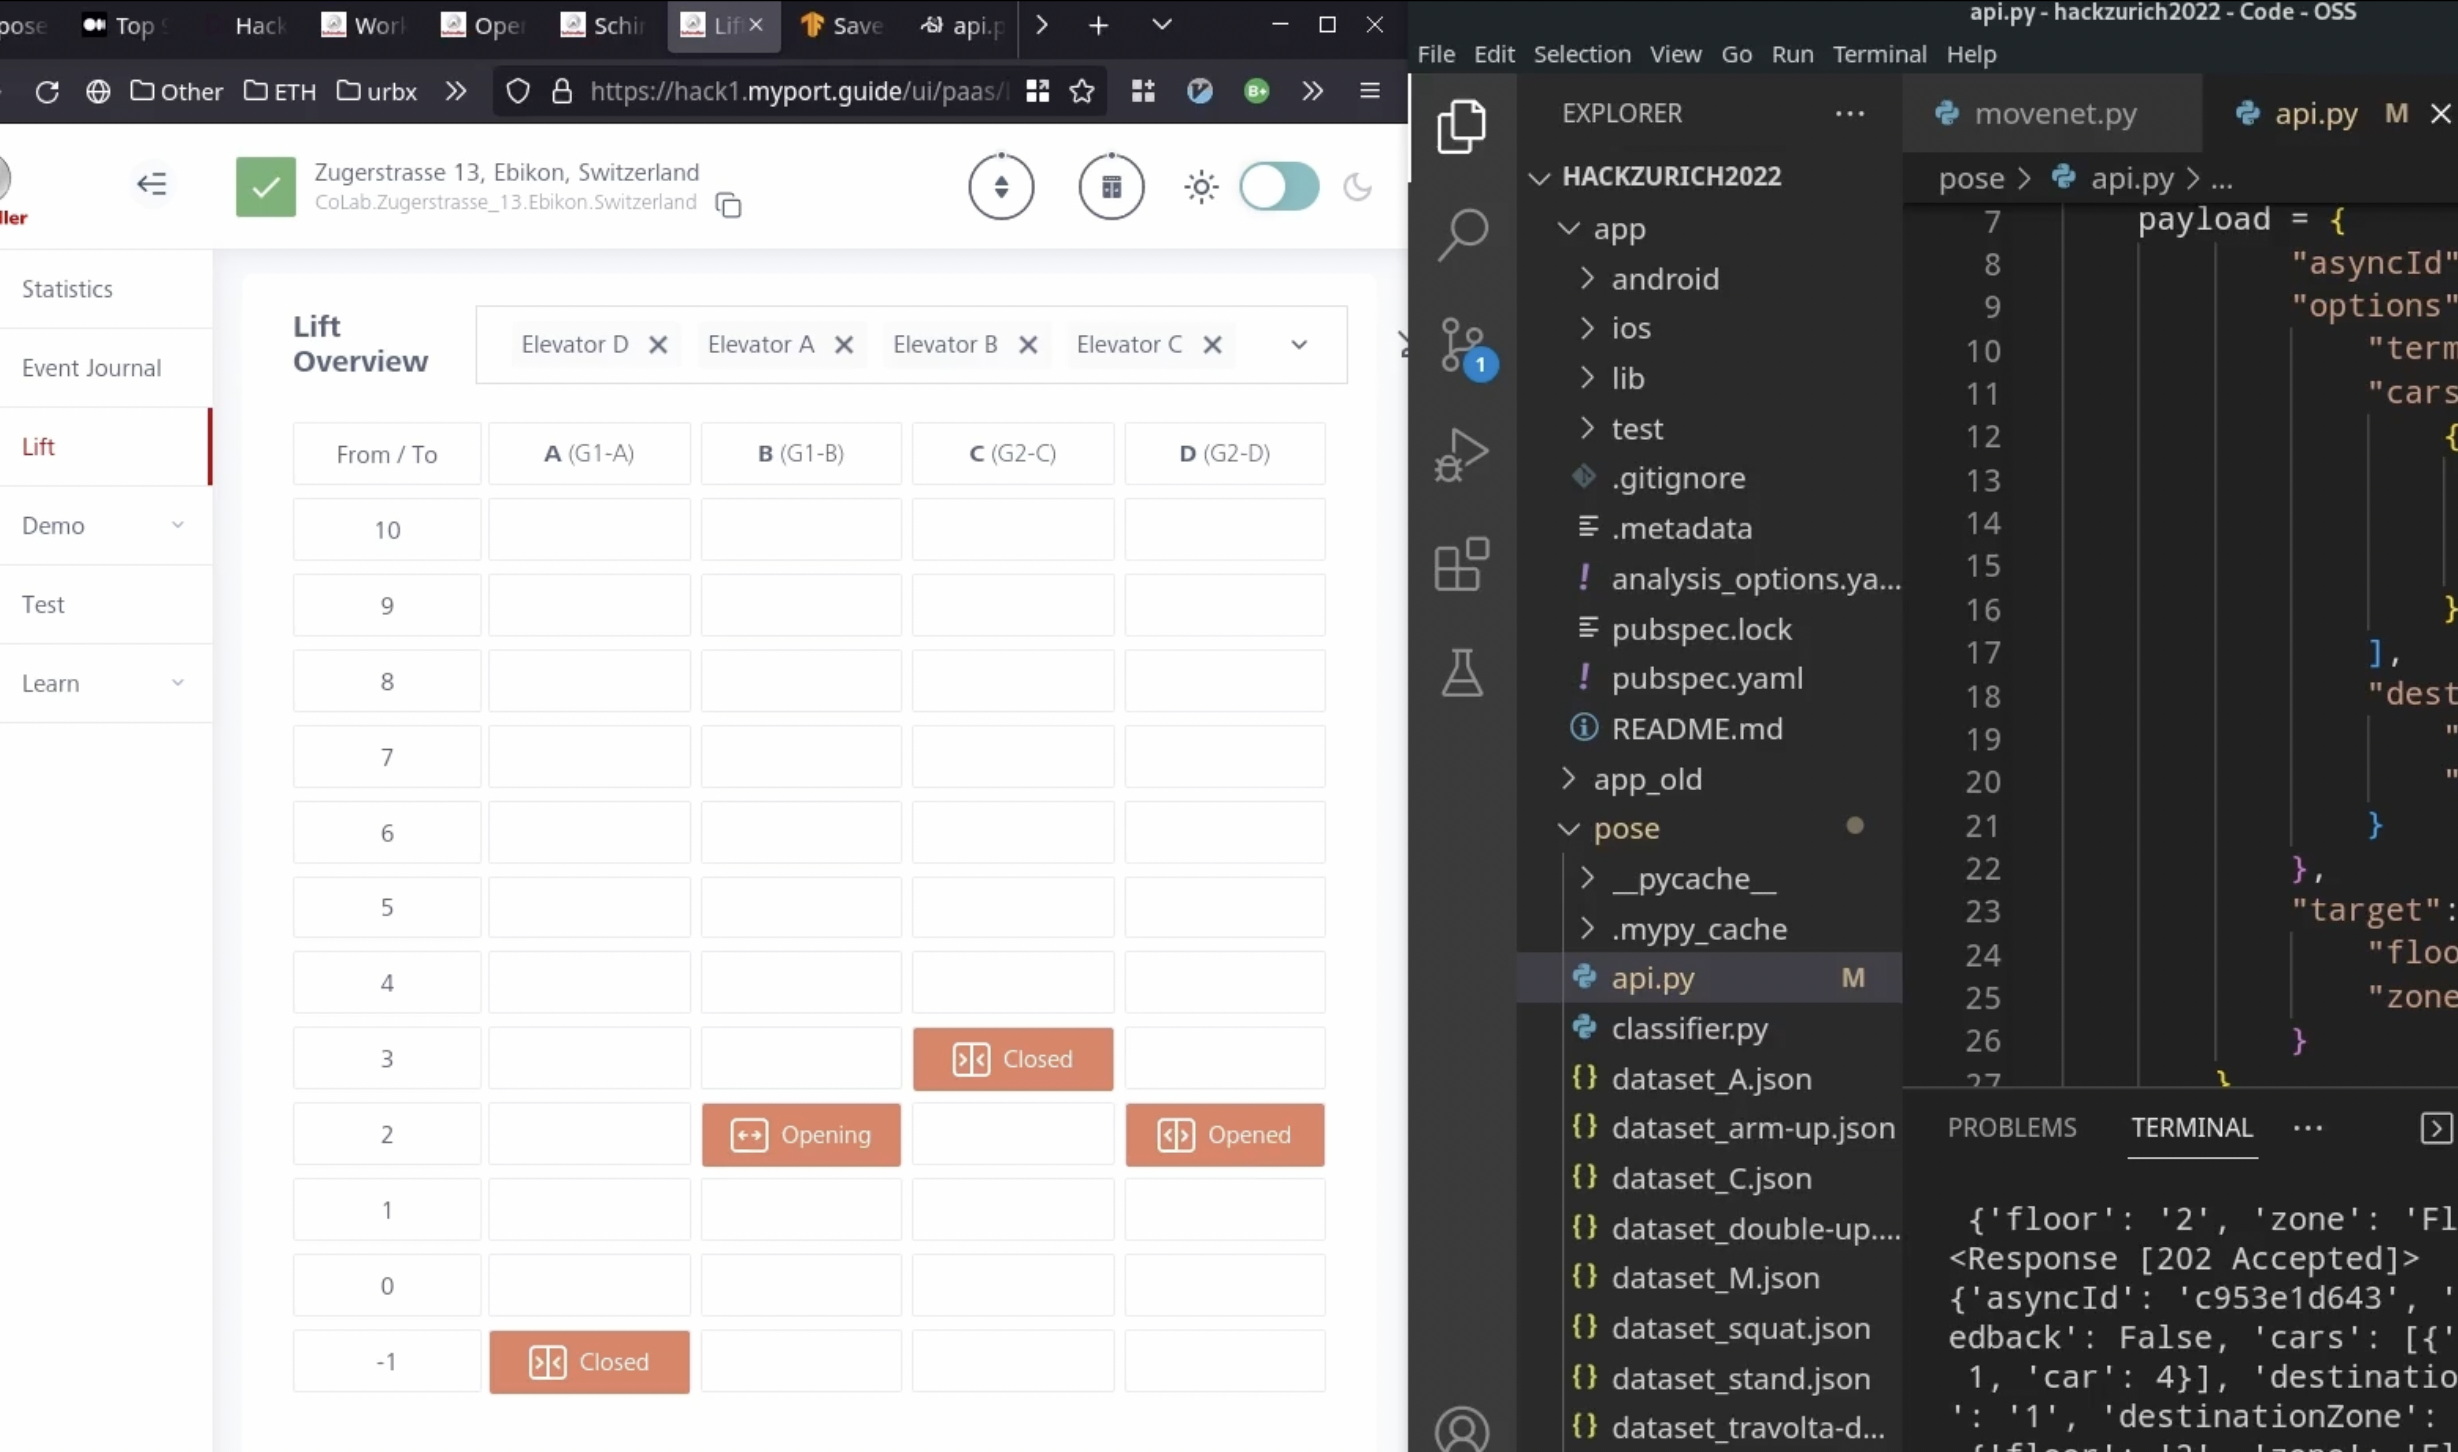 pose Top Hack Wor Ope Schi Lif Save api.p
Other ETH urbx https://hack1.myport.guide/ui/paas/
ller
Zugerstrasse 13, Ebikon, Switzerland
CoLab.Zugerstrasse_13.Ebikon.Switzerland
Statistics
Event Journal
Lift
Demo
Test
Learn
Lift
Overview
Elevator D Elevator A Elevator B Elevator C
From / To A (G1-A) B (G1-B) C (G2-C) D (G2-D)
10
9
8
7
6
5
4
3 Closed
2 Opening Opened
1
0
-1 Closed
api.py - hackzurich2022 - Code - OSS
File Edit Selection View Go Run Terminal Help
1
EXPLORER ...
HACKZURICH2022
app
android
ios
lib
test
.gitignore
.metadata
analysis_options.ya...
pubspec.lock
pubspec.yaml
README.md
app_old
pose
__pycache__
.mypy_cache
api.py M
classifier.py
dataset_A.json
dataset_arm-up.json
dataset_C.json
dataset_double-up....
dataset_M.json
dataset_squat.json
dataset_stand.json
dataset_travolta-d...
movenet.py api.py M
pose > api.py > ...
7 payload = {
8 "asyncId"
9 "options"
10 "term
11 "cars
12 {
13
14
15
16 }
17 ],
18 "dest
19 "
20 "
21 }
22 },
23 "target":
24 "floo
25 "zone
26 }
27 }
PROBLEMS TERMINAL ...
{'floor': '2', 'zone': 'Fl
<Response [202 Accepted]>
{'asyncId': 'c953e1d643', '
edback': False, 'cars': [{'
1, 'car': 4}], 'destinatio
': '1', 'destinationZone':